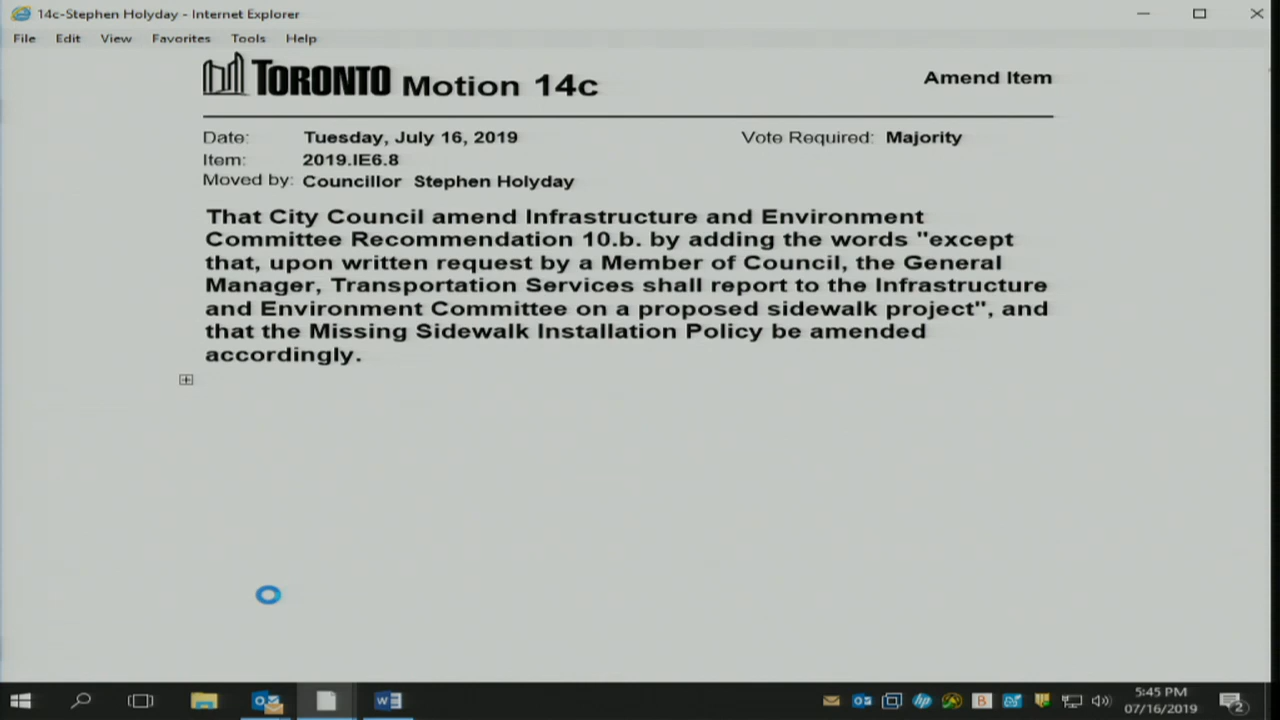 14c-Stephen Holyday - Internet Explorer
File Edit View Favorites Tools Help
TORONTO Motion 14c
Amend Item
Date: Tuesday, July 16, 2019
Vote Required: Majority
Item: 2019.IE6.8
Moved by: Councillor Stephen Holyday
That City Council amend Infrastructure and Environment
Committee Recommendation 10.b. by adding the words "except
that, upon written request by a Member of Council, the General
Manager, Transportation Services shall report to the Infrastructure
and Environment Committee on a proposed sidewalk project", and
that the Missing Sidewalk Installation Policy be amended
accordingly.
5:45 PM
07/16/2019
2